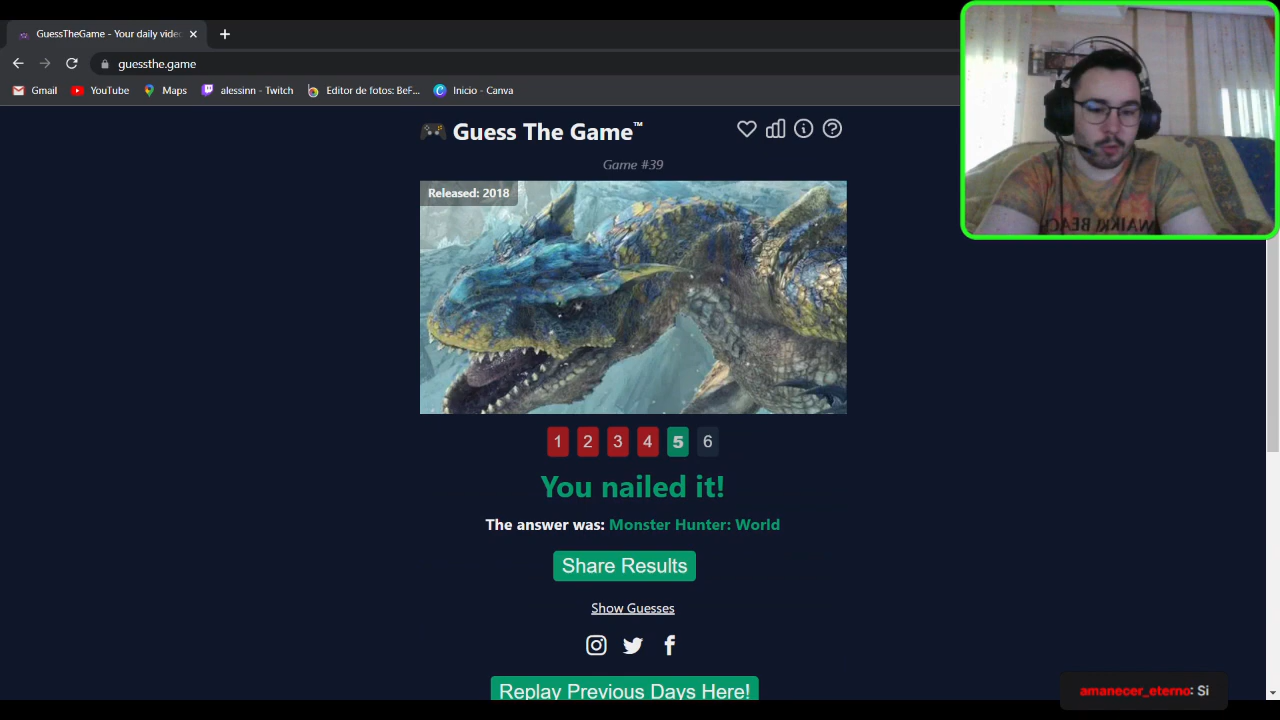 GuessTheGame - Your daily vide
guessthe.game
Gmail YouTube Maps alessinn - Twitch Editor de fotos: BeF... Inicio - Canva
Guess The Game™
Game #39
Released: 2018
1 2 3 4 5 6
You nailed it!
The answer was: Monster Hunter: World
Share Results
Show Guesses
Replay Previous Days Here!
WAIKKI BEAC
amanecer_eterno: Si